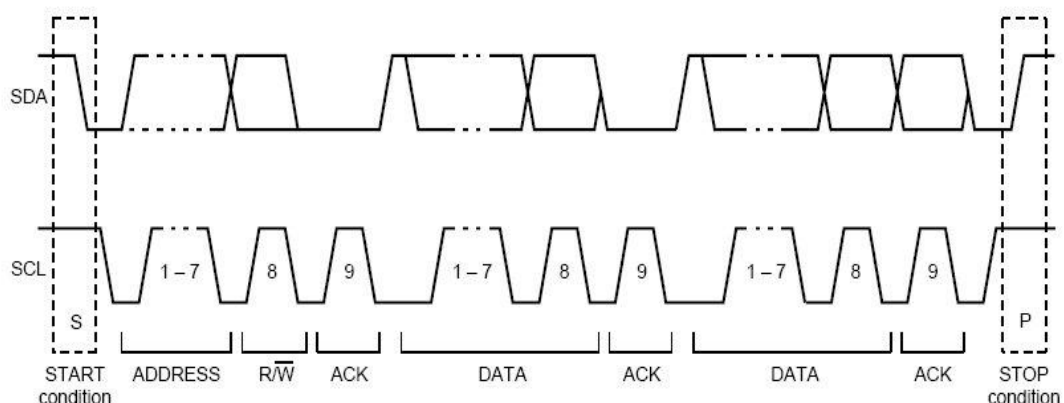 SDA
SCL
1 – 7
8
9
1 – 7
8
9
1 – 7
8
9
S
P
START
condition
ADDRESS
R/W̅
ACK
DATA
ACK
DATA
ACK
STOP
condition